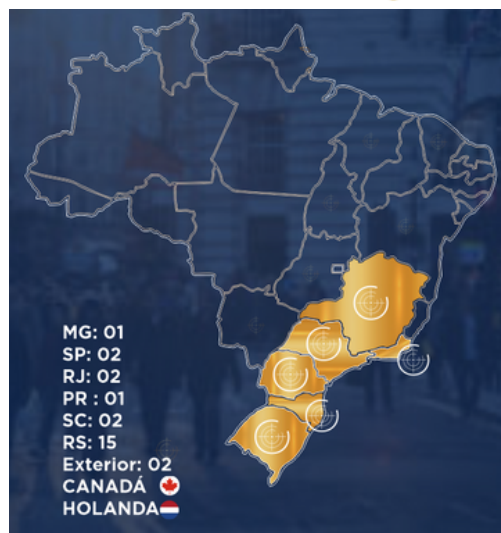 MG: 01
SP: 02
RJ: 02
PR : 01
SC: 02
RS: 15
Exterior: 02
CANADÁ
HOLANDA